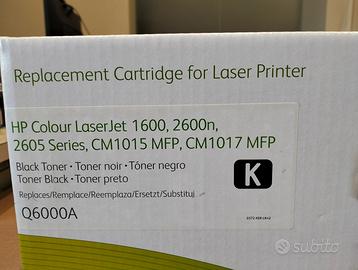 Replacement Cartridge for Laser Printer
HP Colour LaserJet 1600, 2600n,
2605 Series, CM1015 MFP, CM1017 MFP
Black Toner • Toner noir • Tóner negro
Toner Black • Toner preto
K
Replaces/Remplace/Reemplaza/Ersetzt/Substituj
Q6000A
subito